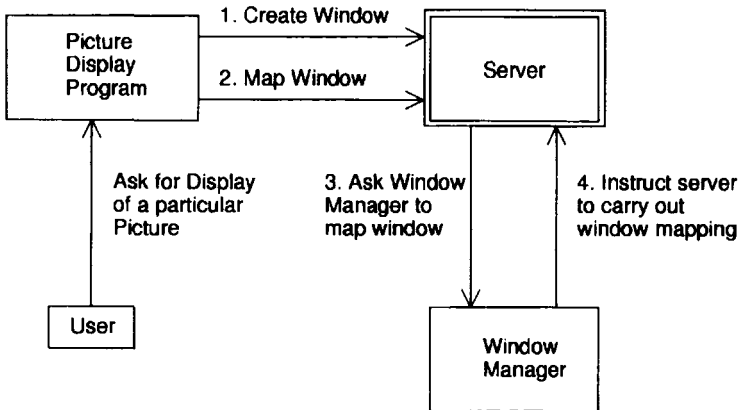 1. Create Window
Picture
Display
Program
Server
2. Map Window
Ask for Display
of a particular
Picture
3. Ask Window
Manager to
map window
4. Instruct server
to carry out
window mapping
User
Window
Manager